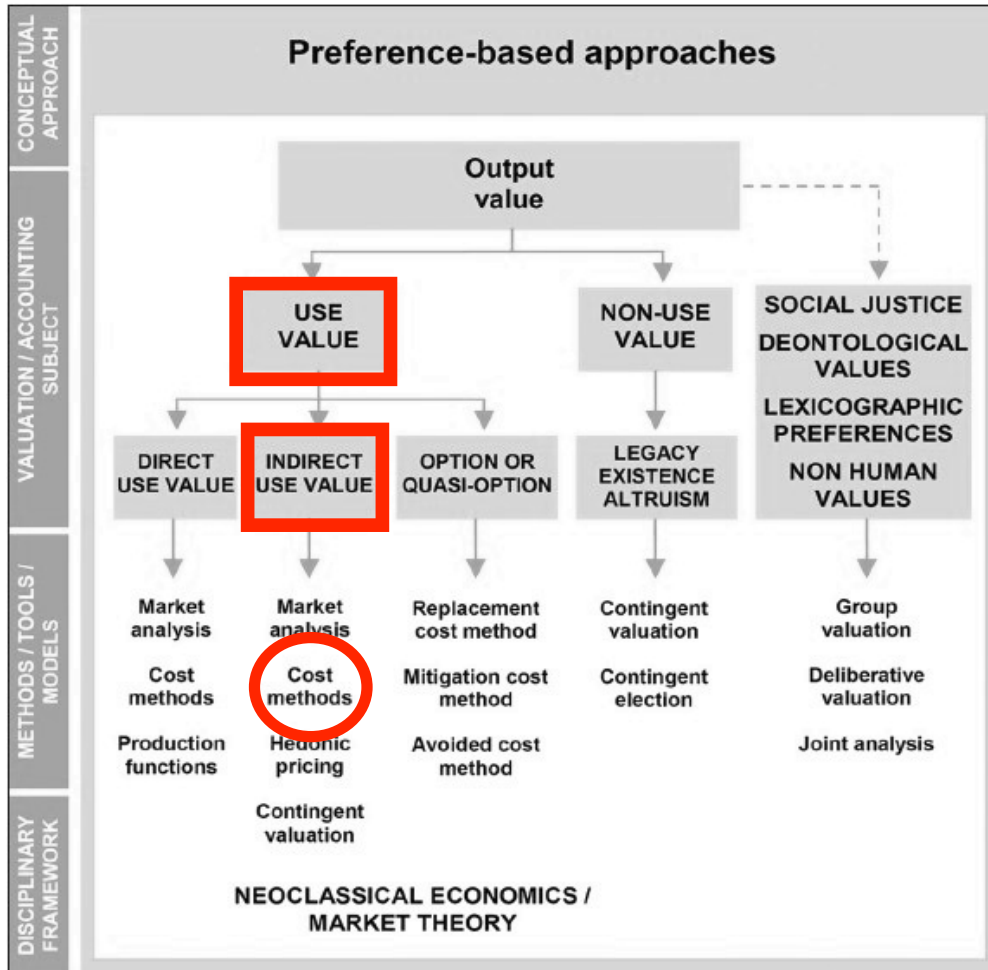 CONCEPTUAL
APPROACH
Preference-based approaches
VALUATION / ACCOUNTING
SUBJECT
Output
value
USE
VALUE
NON-USE
VALUE
SOCIAL JUSTICE
DEONTOLOGICAL
VALUES
LEXICOGRAPHIC
PREFERENCES
NON HUMAN
VALUES
DIRECT
USE VALUE
INDIRECT
USE VALUE
OPTION OR
QUASI-OPTION
LEGACY
EXISTENCE
ALTRUISM
METHODS / TOOLS /
MODELS
Market
analysis
Cost
methods
Production
functions
Market
analysis
Cost
methods
Hedonic
pricing
Contingent
valuation
Replacement
cost method
Mitigation cost
method
Avoided cost
method
Contingent
valuation
Contingent
election
Group
valuation
Deliberative
valuation
Joint analysis
DISCIPLINARY
FRAMEWORK
NEOCLASSICAL ECONOMICS /
MARKET THEORY